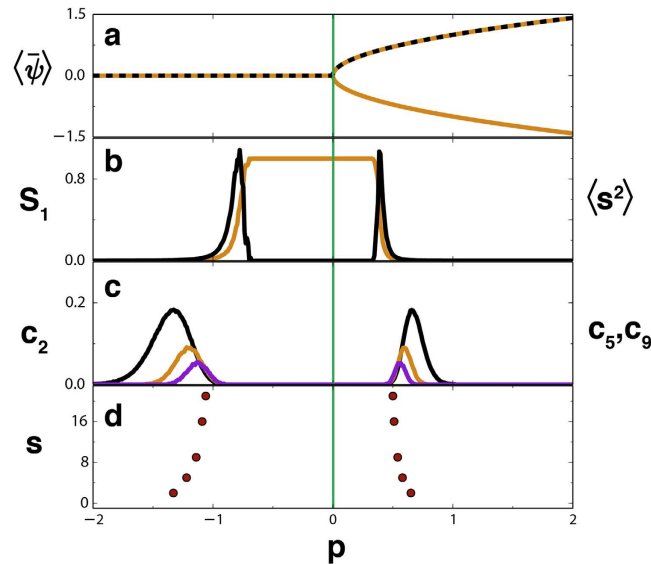 1.5
a
⟨ψ̄⟩
0.0
−1.5
b
0.8
S₁
⟨s²⟩
0.0
c
0.2
c₂
c₅,c₉
0.0
d
16
s
8
0
−2
−1
0
1
2
p